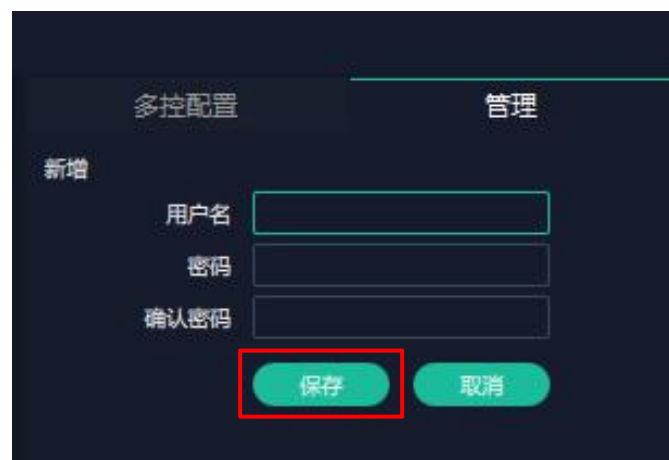 多控配置 管理
新增
用户名
密码
确认密码
保存 取消